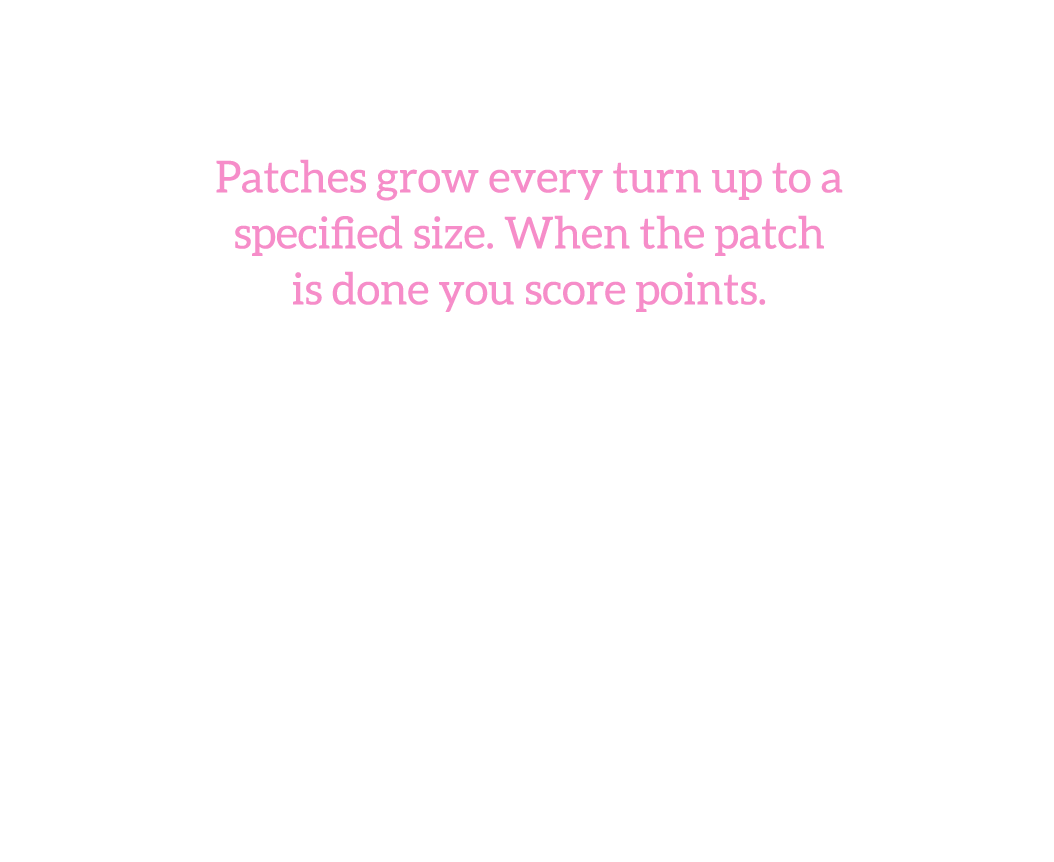 Patches grow every turn up to a
specified size. When the patch
is done you score points.